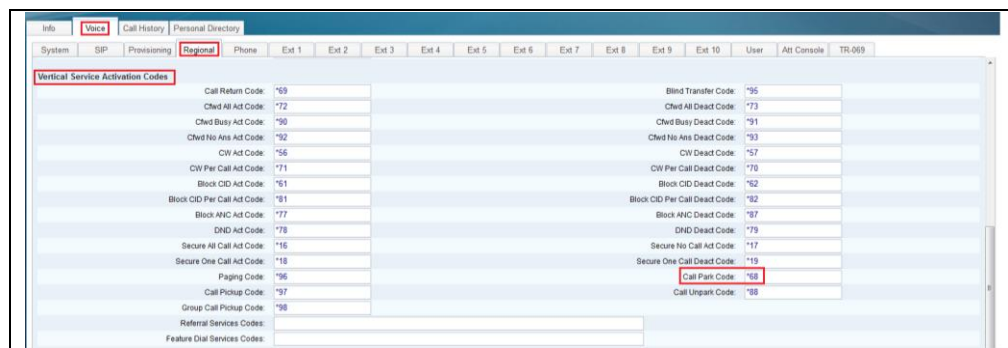 Info Voice Call History Personal Directory
System SIP Provisioning Regional Phone Ext 1 Ext 2 Ext 3 Ext 4 Ext 5 Ext 6 Ext 7 Ext 8 Ext 9 Ext 10 User Att Console TR-069
Vertical Service Activation Codes
Call Return Code: *69 Blind Transfer Code: *95
Cfwd All Act Code: *72 Cfwd All Deact Code: *73
Cfwd Busy Act Code: *90 Cfwd Busy Deact Code: *91
Cfwd No Ans Act Code: *92 Cfwd No Ans Deact Code: *93
CW Act Code: *56 CW Deact Code: *57
CW Per Call Act Code: *71 CW Per Call Deact Code: *70
Block CID Act Code: *61 Block CID Deact Code: *62
Block CID Per Call Act Code: *81 Block CID Per Call Deact Code: *82
Block ANC Act Code: *77 Block ANC Deact Code: *87
DND Act Code: *78 DND Deact Code: *79
Secure All Call Act Code: *16 Secure No Call Act Code: *17
Secure One Call Act Code: *18 Secure One Call Deact Code: *19
Paging Code: *96 Call Park Code: *68
Call Pickup Code: *97 Call Unpark Code: *88
Group Call Pickup Code: *98
Referral Services Codes:
Feature Dial Services Codes: